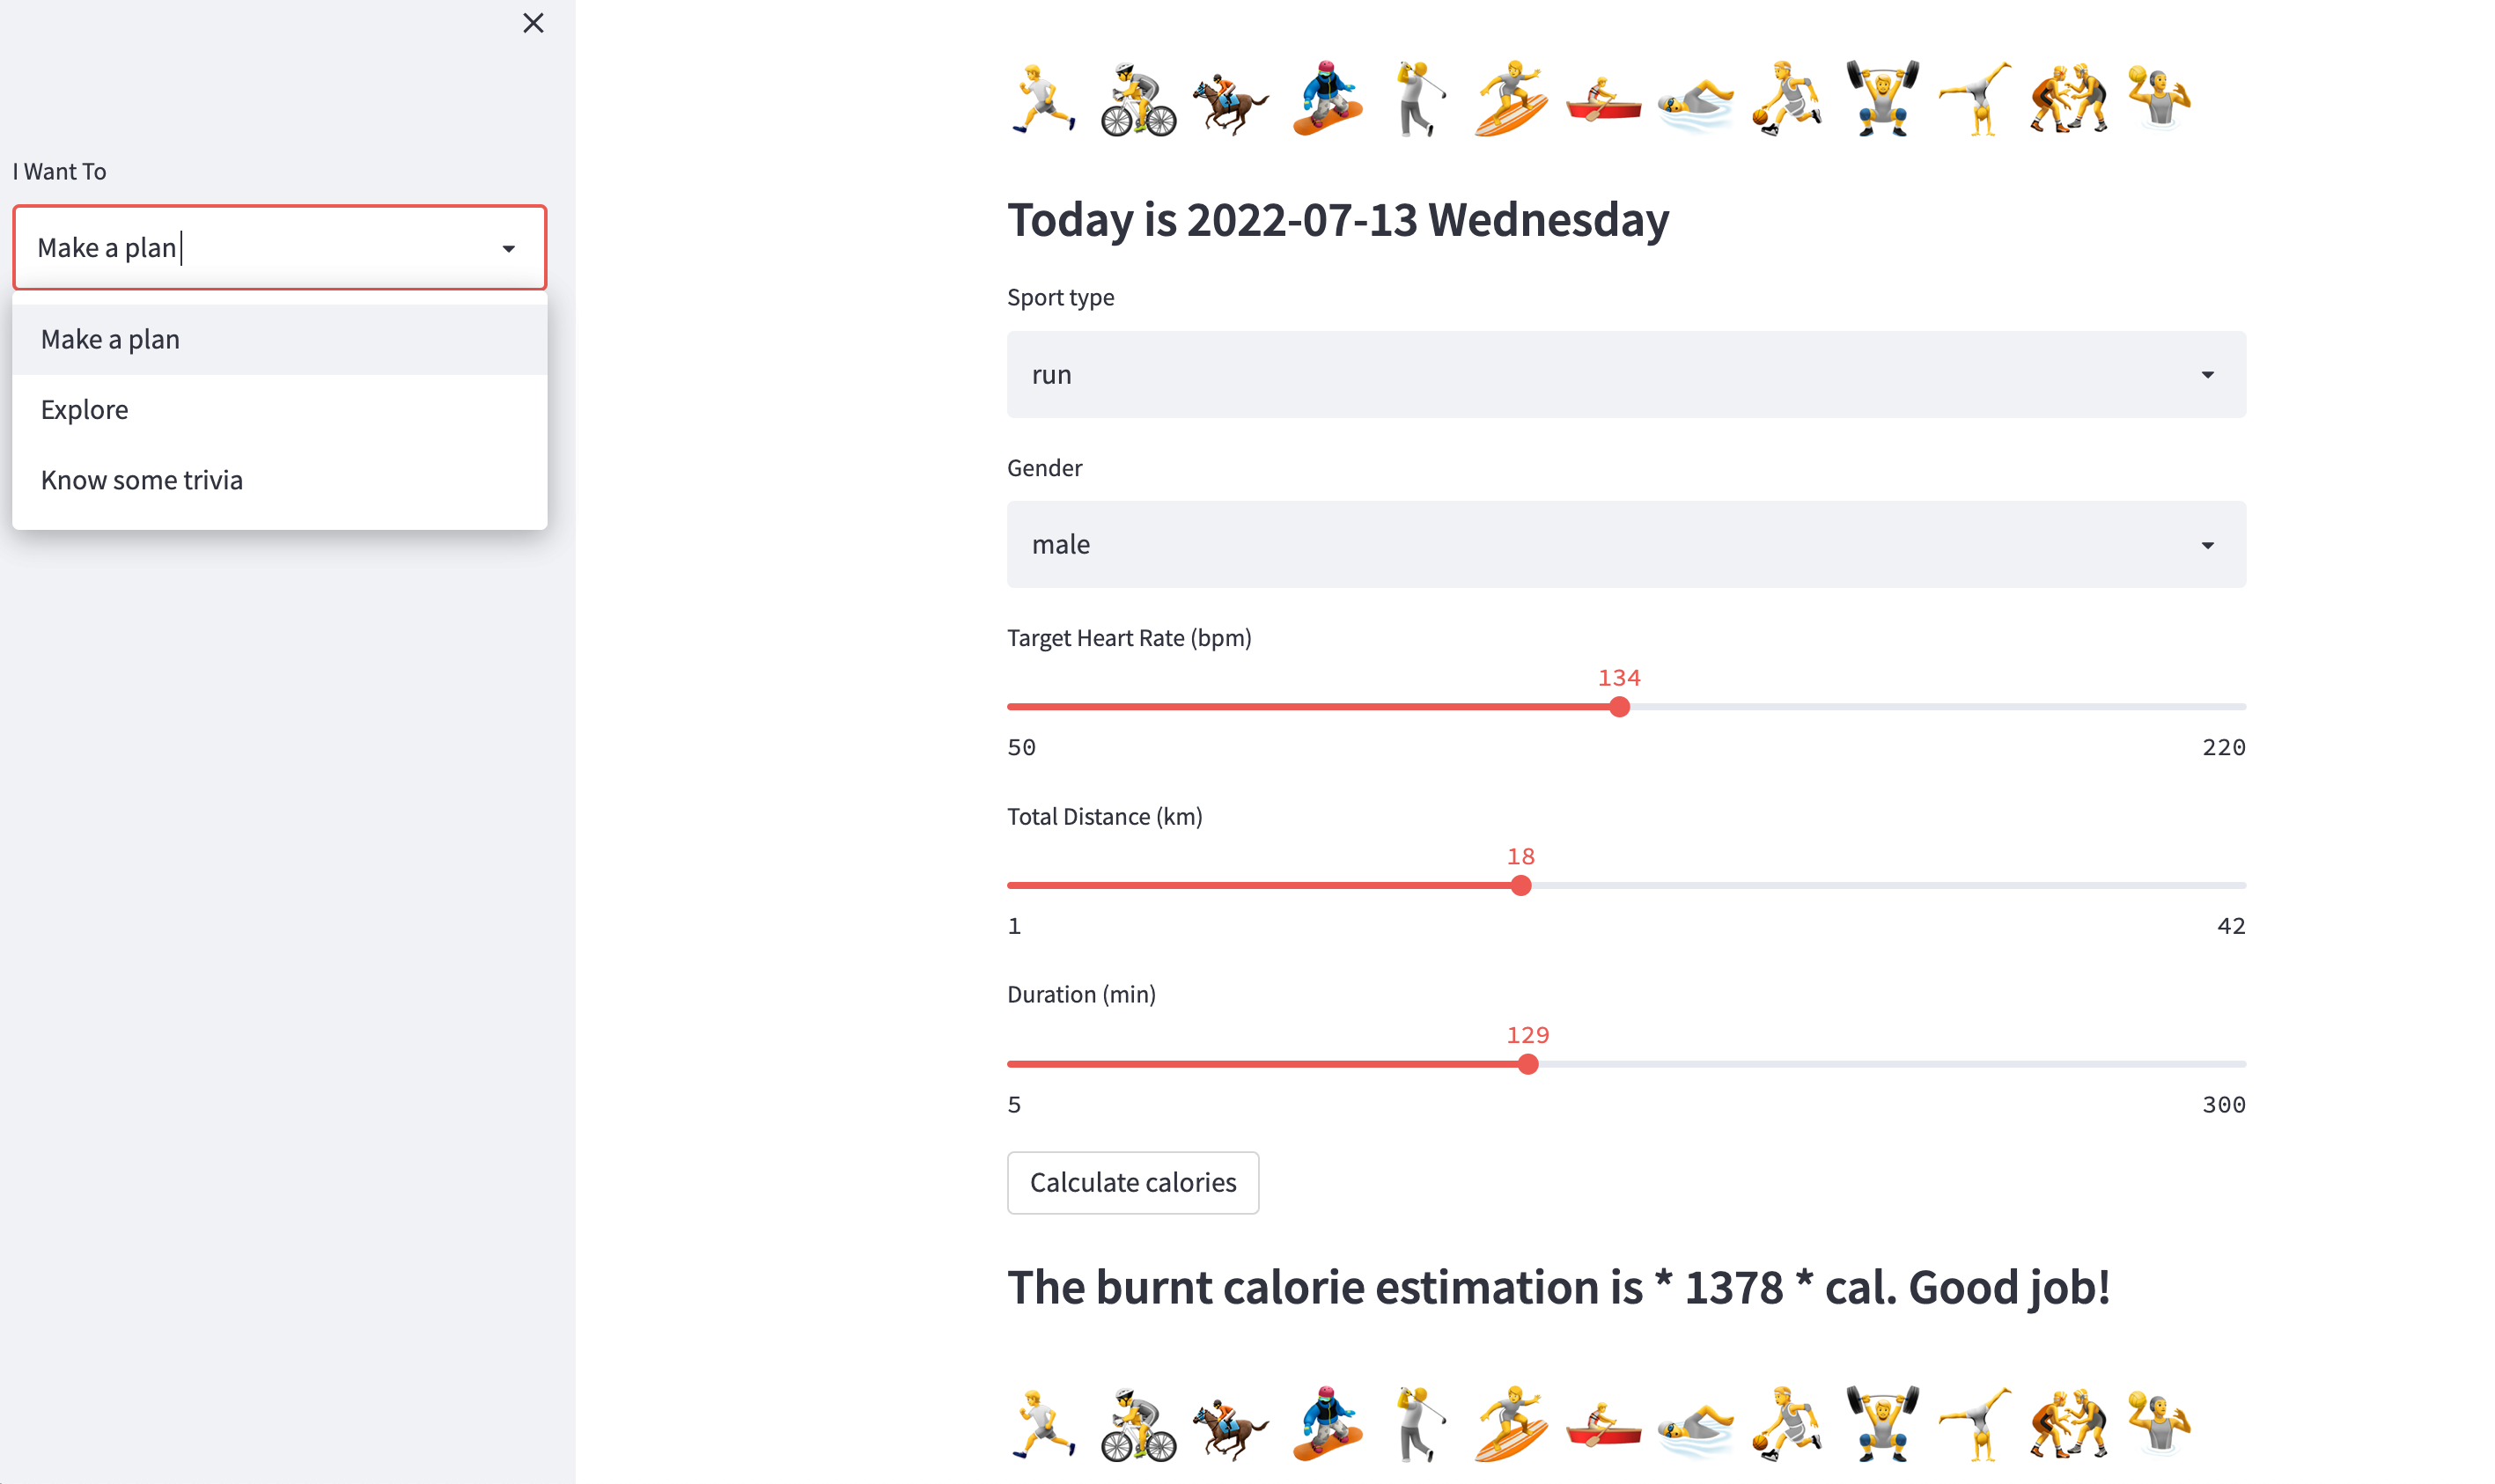 I Want To
Make a plan
Make a plan
Explore
Know some trivia
Today is 2022-07-13 Wednesday
Sport type
run
Gender
male
Target Heart Rate (bpm)
134
50 220
Total Distance (km)
18
1 42
Duration (min)
129
5 300
Calculate calories
The burnt calorie estimation is * 1378 * cal. Good job!